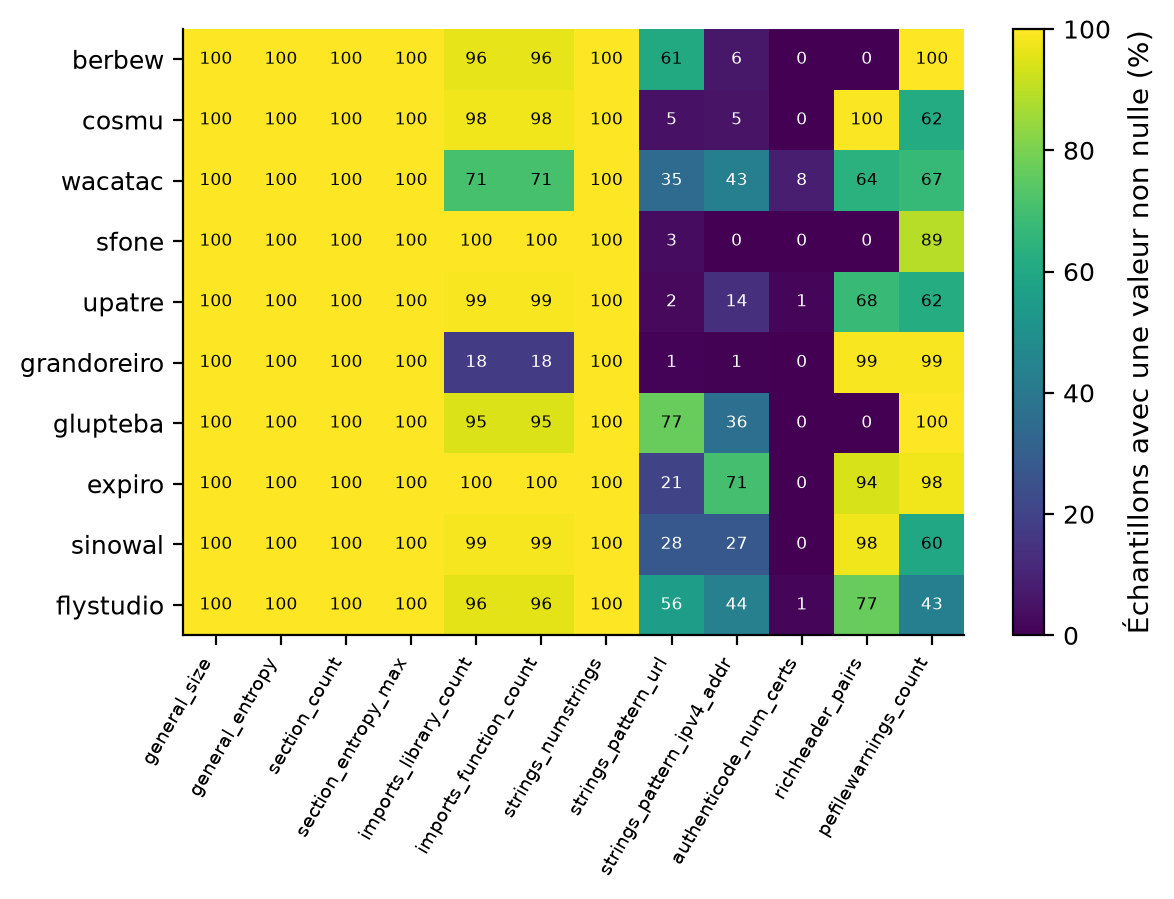 berbew 100 100 100 100 96 96 100 61 6 0 0 100
cosmu 100 100 100 100 98 98 100 5 5 0 100 62
wacatac 100 100 100 100 71 71 100 35 43 8 64 67
sfone 100 100 100 100 100 100 100 3 0 0 0 89
upatre 100 100 100 100 99 99 100 2 14 1 68 62
grandoreiro 100 100 100 100 18 18 100 1 1 0 99 99
glupteba 100 100 100 100 95 95 100 77 36 0 0 100
expiro 100 100 100 100 100 100 100 21 71 0 94 98
sinowal 100 100 100 100 99 99 100 28 27 0 98 60
flystudio 100 100 100 100 96 96 100 56 44 1 77 43
general_size
general_entropy
section_count
section_entropy_max
imports_library_count
imports_function_count
strings_numstrings
strings_pattern_url
strings_pattern_ipv4_addr
authenticode_num_certs
richheader_pairs
pefilewarnings_count
100
80
60
40
20
0
Échantillons avec une valeur non nulle (%)